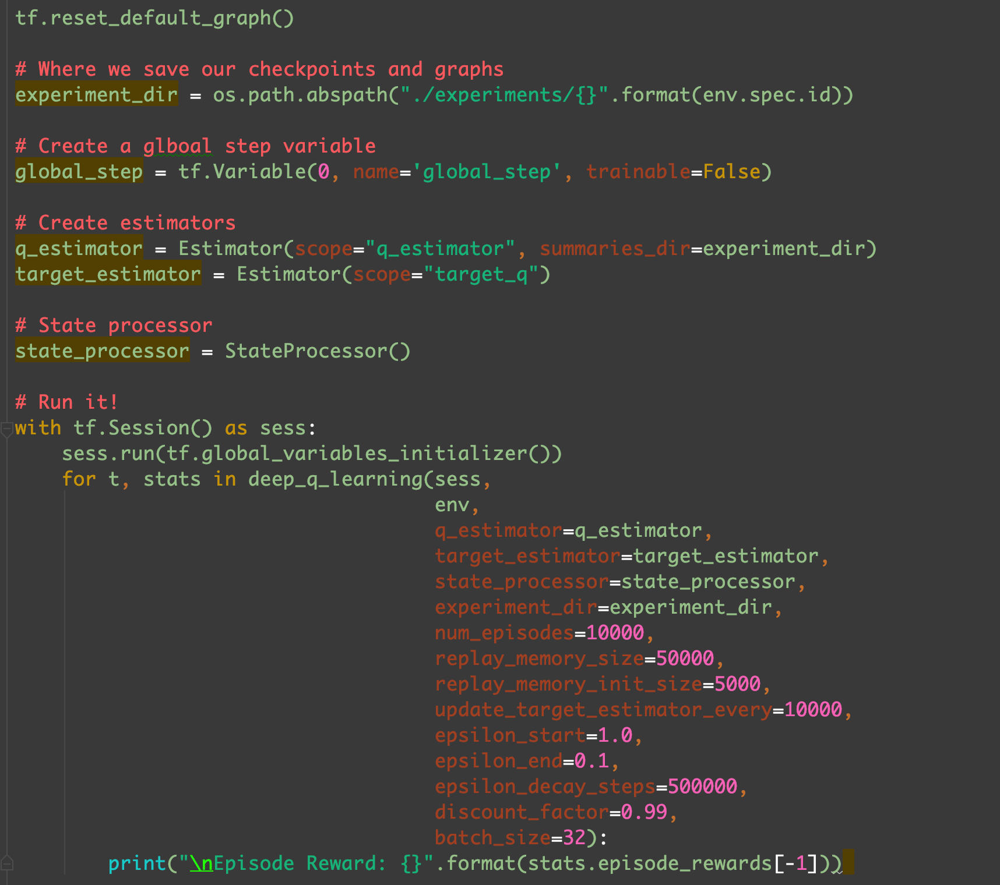 tf.reset_default_graph()
# Where we save our checkpoints and graphs
experiment_dir = os.path.abspath("./experiments/{}".format(env.spec.id))
# Create a glboal step variable
global_step = tf.Variable(0, name='global_step', trainable=False)
# Create estimators
q_estimator = Estimator(scope="q_estimator", summaries_dir=experiment_dir)
target_estimator = Estimator(scope="target_q")
# State processor
state_processor = StateProcessor()
# Run it!
with tf.Session() as sess:
    sess.run(tf.global_variables_initializer())
    for t, stats in deep_q_learning(sess,
                                    env,
                                    q_estimator=q_estimator,
                                    target_estimator=target_estimator,
                                    state_processor=state_processor,
                                    experiment_dir=experiment_dir,
                                    num_episodes=10000,
                                    replay_memory_size=50000,
                                    replay_memory_init_size=5000,
                                    update_target_estimator_every=10000,
                                    epsilon_start=1.0,
                                    epsilon_end=0.1,
                                    epsilon_decay_steps=500000,
                                    discount_factor=0.99,
                                    batch_size=32):
        print("\nEpisode Reward: {}".format(stats.episode_rewards[-1]))